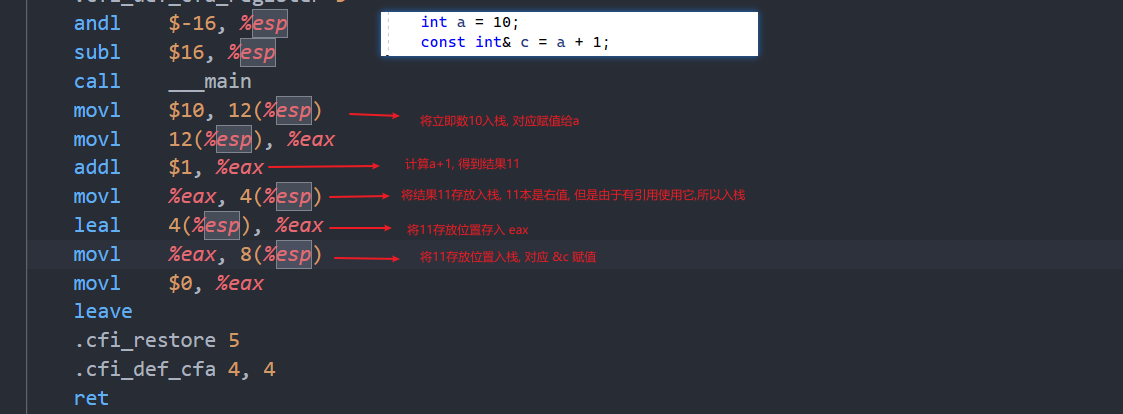 .cfi_def_cfa_register 5
andl $-16, %esp
int a = 10;
subl $16, %esp
const int& c = a + 1;
call ___main
movl $10, 12(%esp)
将立即数10入栈, 对应赋值给a
movl 12(%esp), %eax
addl $1, %eax
计算a+1, 得到结果11
movl %eax, 4(%esp)
将结果11存放入栈, 11本是右值, 但是由于有引用使用它,所以入栈
leal 4(%esp), %eax
将11存放位置存入 eax
movl %eax, 8(%esp)
将11存放位置入栈, 对应 &c 赋值
movl $0, %eax
leave
.cfi_restore 5
.cfi_def_cfa 4, 4
ret